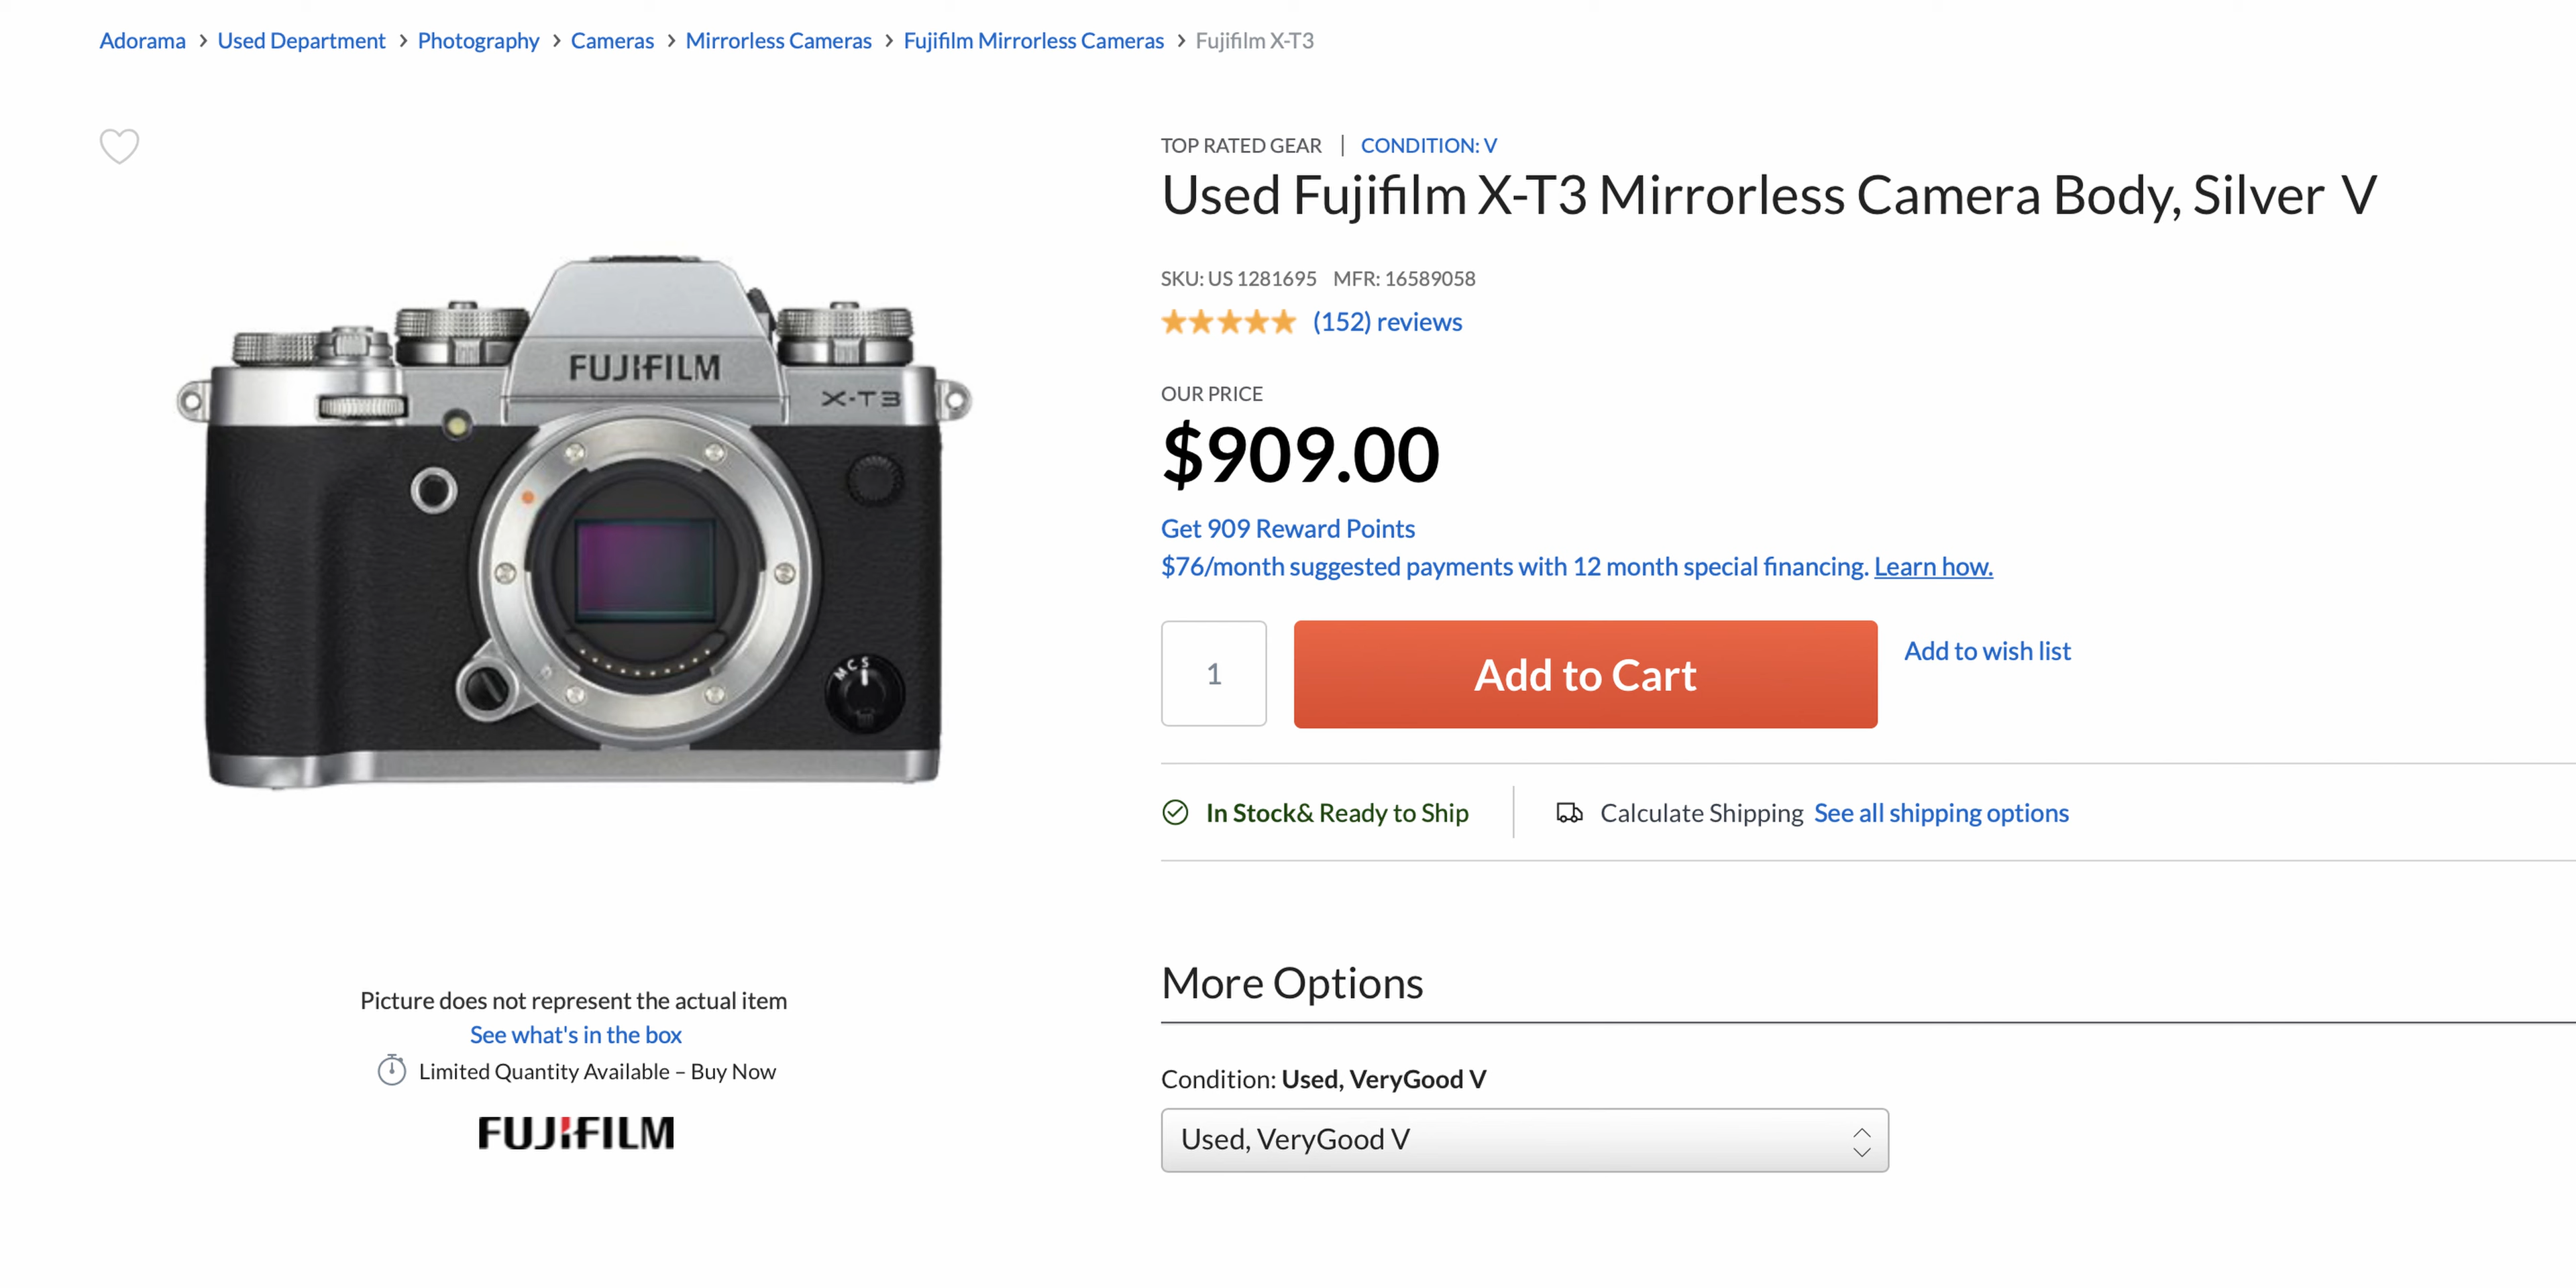 Adorama > Used Department > Photography > Cameras > Mirrorless Cameras > Fujifilm Mirrorless Cameras > Fujifilm X-T3
FUJIFILM
X-T3
M C S
Picture does not represent the actual item
See what's in the box
Limited Quantity Available – Buy Now
FUJIFILM
TOP RATED GEAR | CONDITION: V
Used Fujifilm X-T3 Mirrorless Camera Body, Silver V
SKU: US 1281695 MFR: 16589058
(152) reviews
OUR PRICE
$909.00
Get 909 Reward Points
$76/month suggested payments with 12 month special financing. Learn how.
1 Add to Cart Add to wish list
In Stock& Ready to Ship Calculate Shipping See all shipping options
More Options
Condition: Used, VeryGood V
Used, VeryGood V